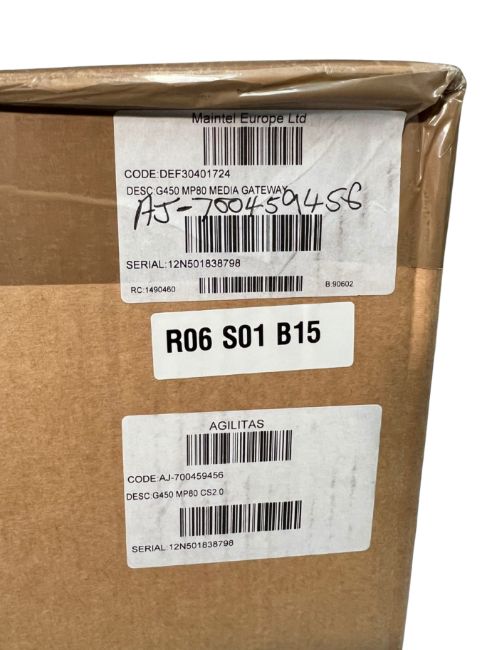 Maintel Europe Ltd
CODE:DEF30401724
DESC:G450 MP80 MEDIA GATEWAY
AJ-700459456
SERIAL:12N501838798
RC:1490460 B:90602
R06 S01 B15
AGILITAS
CODE:AJ-700459456
DESC:G450 MP80 CS2.0
SERIAL:12N501838798